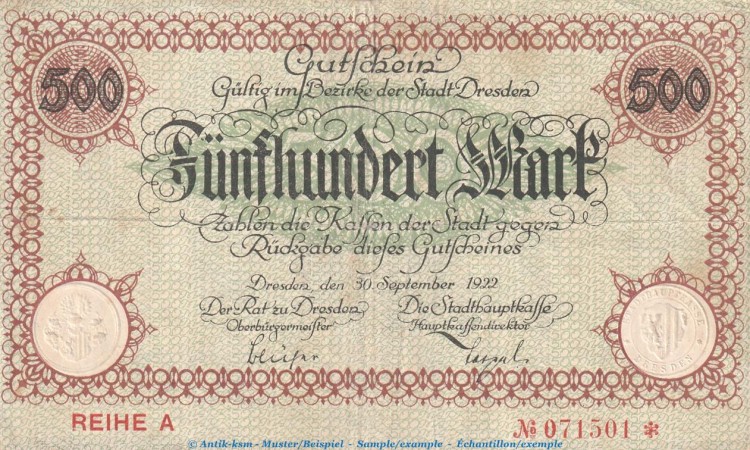 500
500
Gutschein
Gültig im Bezirke der Stadt Dresden
Fünfhundert Mark
Zahlen die Kassen der Stadt gegen
Rückgabe dieses Gutscheines
Dresden, den 30. September 1922
Der Rat zu Dresden
Die Stadthauptkasse
Oberbürgermeister
Hauptkassendirektor
REIHE A
№ 071501 *
© Antik-ksm - Muster/Beispiel - Sample/example - Échantillon/exemple